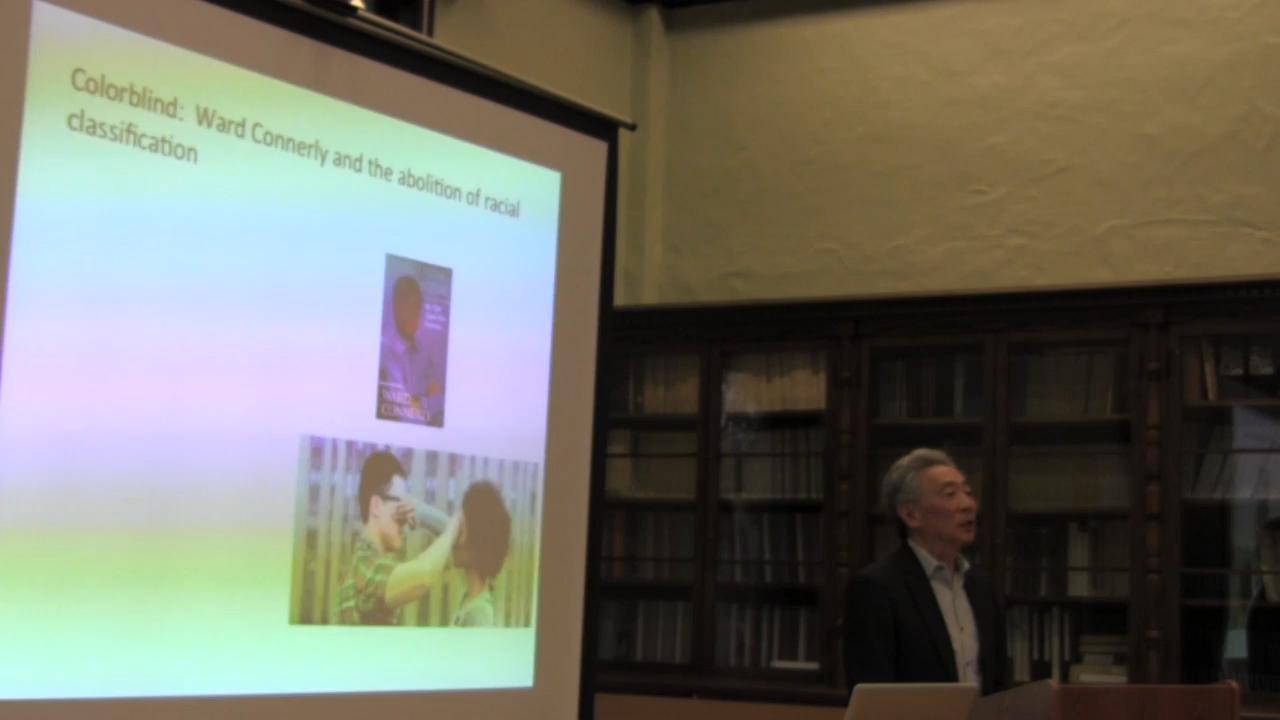 Colorblind: Ward Connerly and the abolition of racial
classification
WARD
CONNERLY